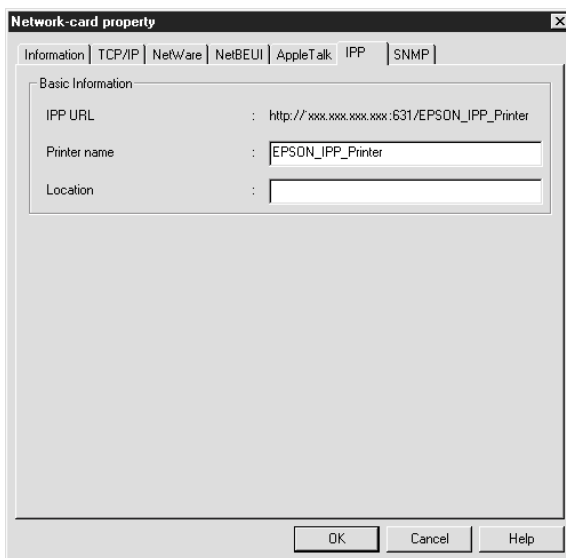 Network-card property
Information TCP/IP NetWare NetBEUI AppleTalk IPP SNMP
Basic Information
IPP URL : http://`xxx.xxx.xxx.xxx:631/EPSON_IPP_Printer
Printer name : EPSON_IPP_Printer
Location :
OK Cancel Help